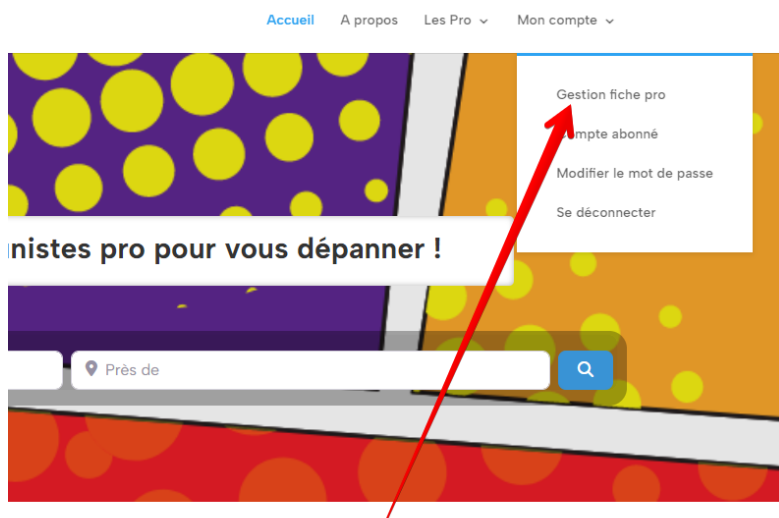 Accueil A propos Les Pro Mon compte
Gestion fiche pro
Compte abonné
Modifier le mot de passe
Se déconnecter
nistes pro pour vous dépanner !
Près de